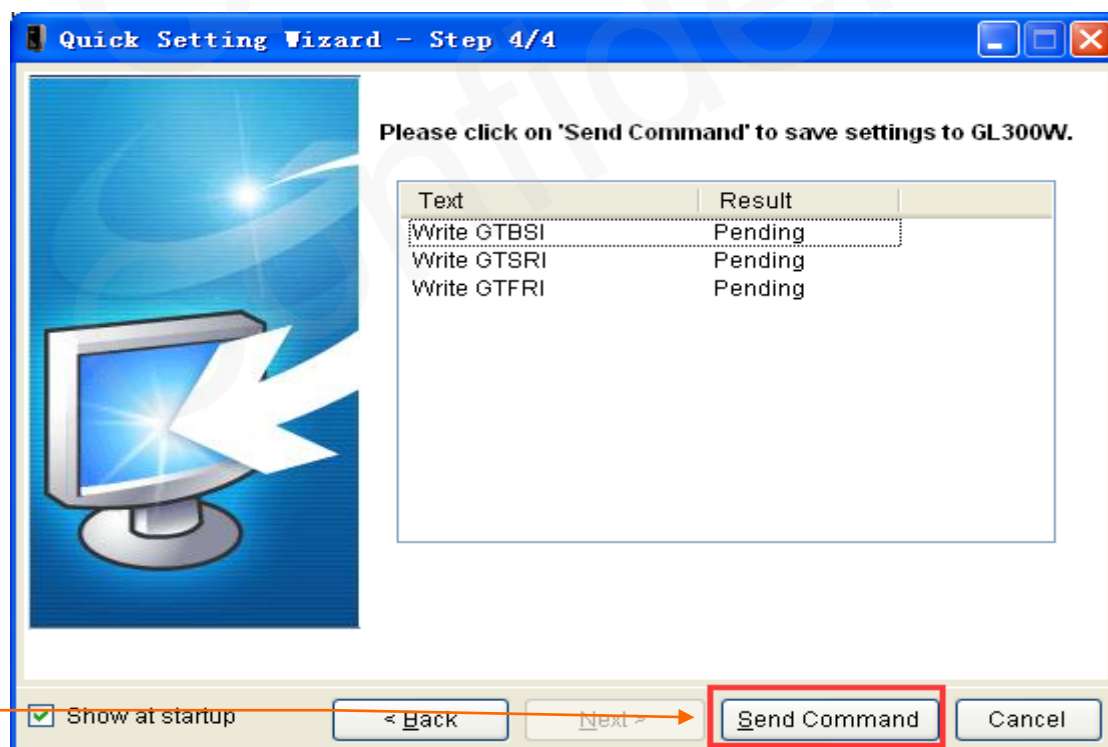 Quick Setting Wizard - Step 4/4
Please click on 'Send Command' to save settings to GL300W.
Text Result
Write GTBSI Pending
Write GTSRI Pending
Write GTFRI Pending
Show at startup < Back Next > Send Command Cancel